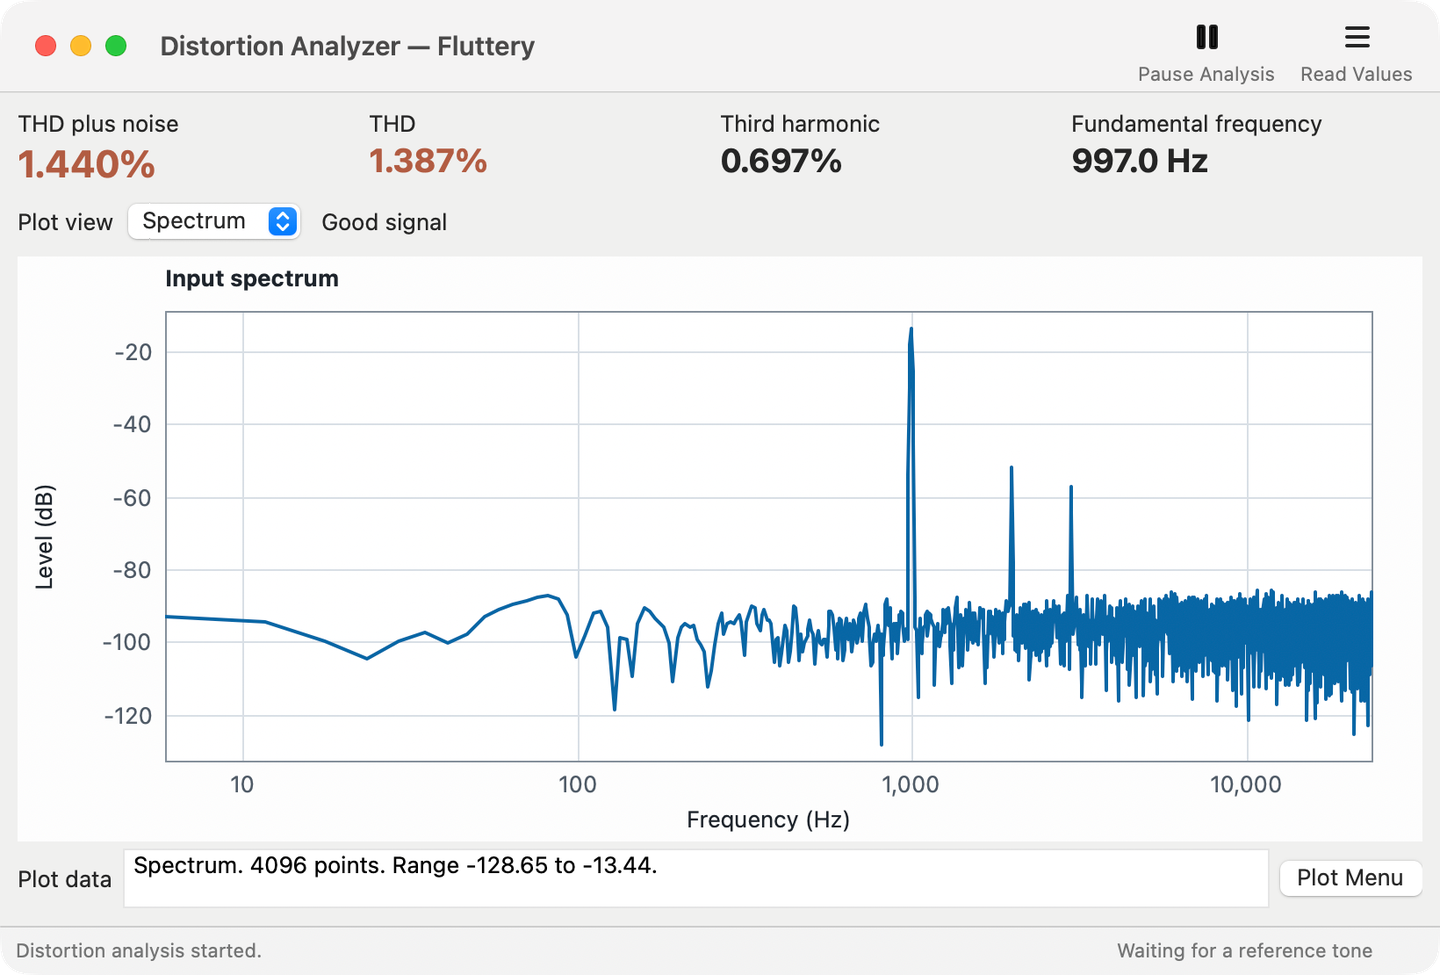 Distortion Analyzer — Fluttery
Pause Analysis
Read Values
THD plus noise
1.440%
THD
1.387%
Third harmonic
0.697%
Fundamental frequency
997.0 Hz
Plot view
Spectrum
Good signal
Input spectrum
Level (dB)
-20
-40
-60
-80
-100
-120
10
100
1,000
10,000
Frequency (Hz)
Plot data
Spectrum. 4096 points. Range -128.65 to -13.44.
Plot Menu
Distortion analysis started.
Waiting for a reference tone